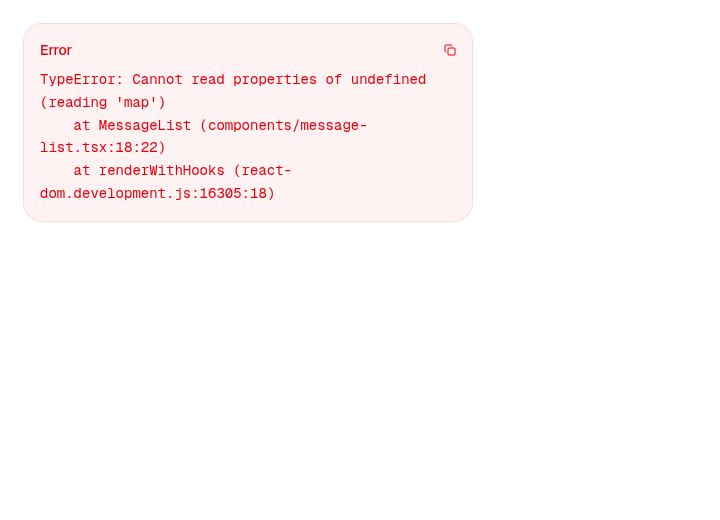 Error
TypeError: Cannot read properties of undefined
(reading 'map')
    at MessageList (components/message-
list.tsx:18:22)
    at renderWithHooks (react-
dom.development.js:16305:18)